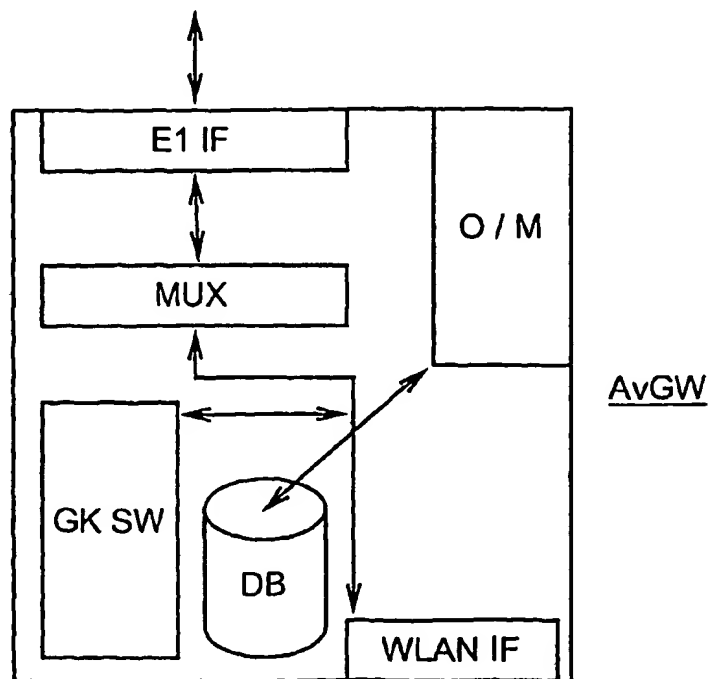 E1 IF
O / M
MUX
AvGW
GK SW
DB
WLAN IF